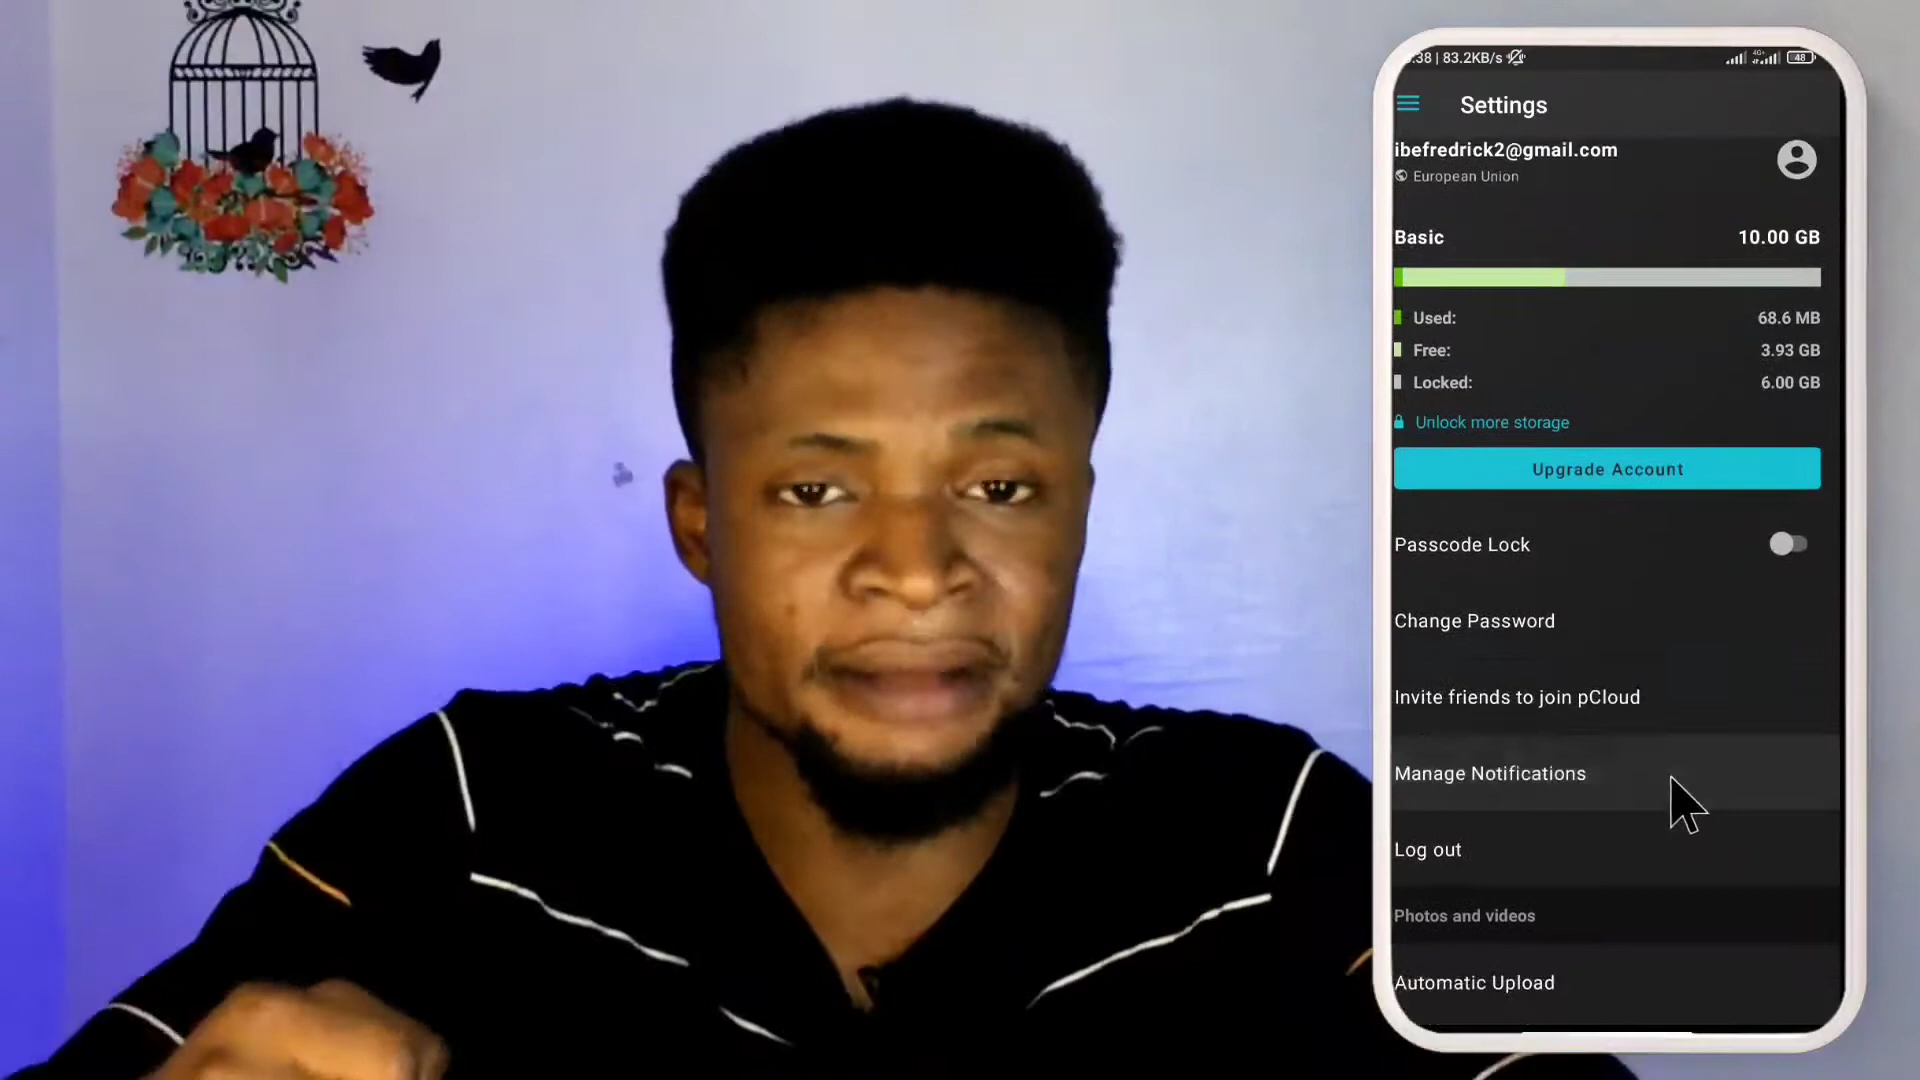 :38 | 83.2KB/s
4G+
48
Settings
ibefredrick2@gmail.com
European Union
Basic 10.00 GB
Used: 68.6 MB
Free: 3.93 GB
Locked: 6.00 GB
Unlock more storage
Upgrade Account
Passcode Lock
Change Password
Invite friends to join pCloud
Manage Notifications
Log out
Photos and videos
Automatic Upload